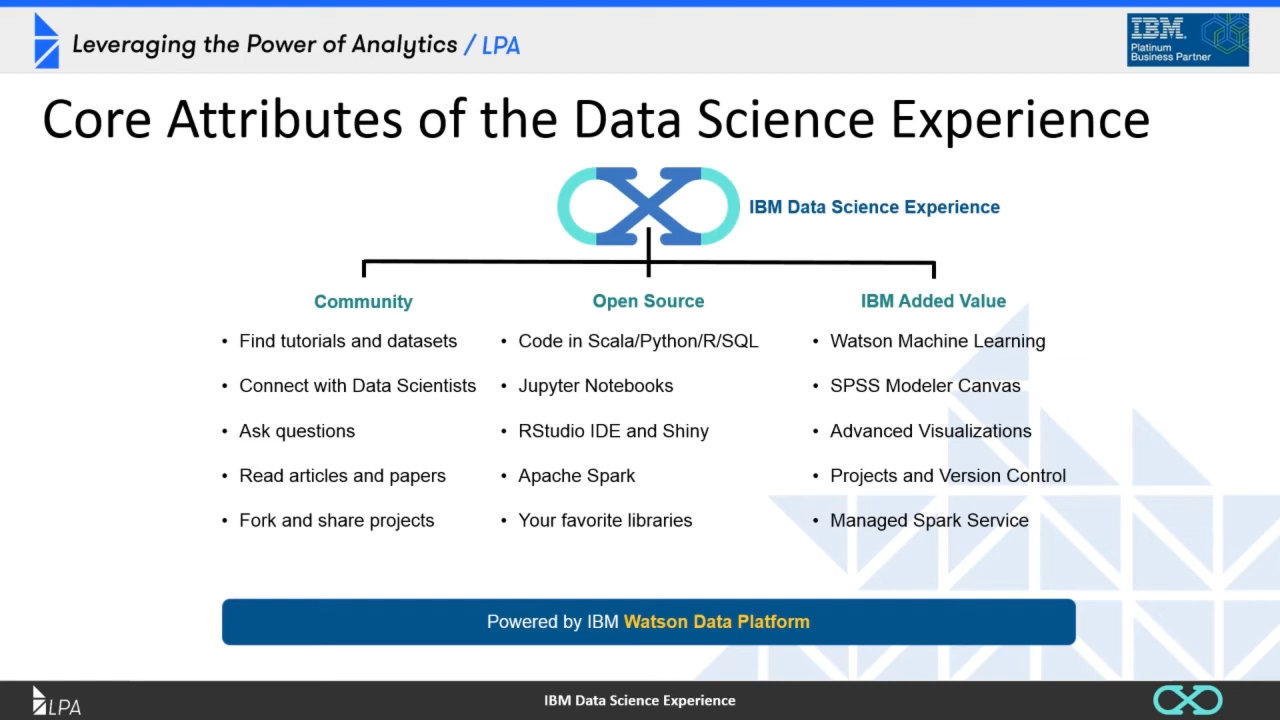 Leveraging the Power of Analytics / LPA
IBM
Platinum
Business Partner
Core Attributes of the Data Science Experience
IBM Data Science Experience
Community
• Find tutorials and datasets
• Connect with Data Scientists
• Ask questions
• Read articles and papers
• Fork and share projects
Open Source
• Code in Scala/Python/R/SQL
• Jupyter Notebooks
• RStudio IDE and Shiny
• Apache Spark
• Your favorite libraries
IBM Added Value
• Watson Machine Learning
• SPSS Modeler Canvas
• Advanced Visualizations
• Projects and Version Control
• Managed Spark Service
Powered by IBM Watson Data Platform
LPA
IBM Data Science Experience